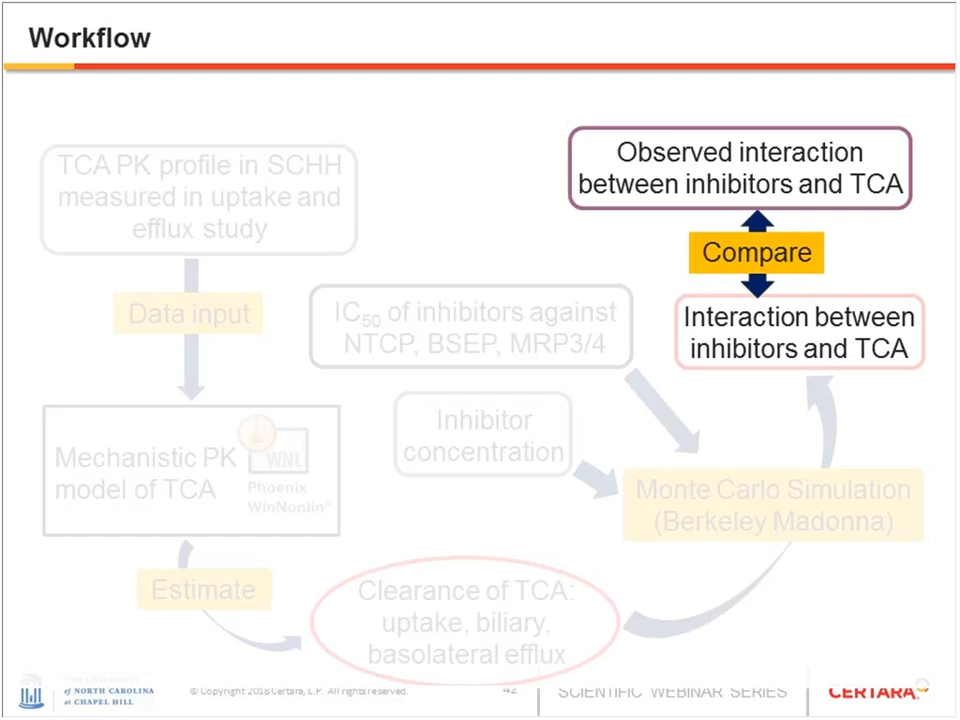 Workflow
TCA PK profile in SCHH
measured in uptake and
efflux study
Observed interaction
between inhibitors and TCA
Compare
Data input
IC50 of inhibitors against
NTCP, BSEP, MRP3/4
Interaction between
inhibitors and TCA
Inhibitor
concentration
Mechanistic PK
model of TCA
WNL
Phoenix
WinNonlin®
Monte Carlo Simulation
(Berkeley Madonna)
Estimate
Clearance of TCA:
uptake, biliary,
basolateral efflux
THE UNIVERSITY
of NORTH CAROLINA
at CHAPEL HILL
© Copyright 2018 Certara, L.P. All rights reserved.
42
SCIENTIFIC WEBINAR SERIES
CERTARA